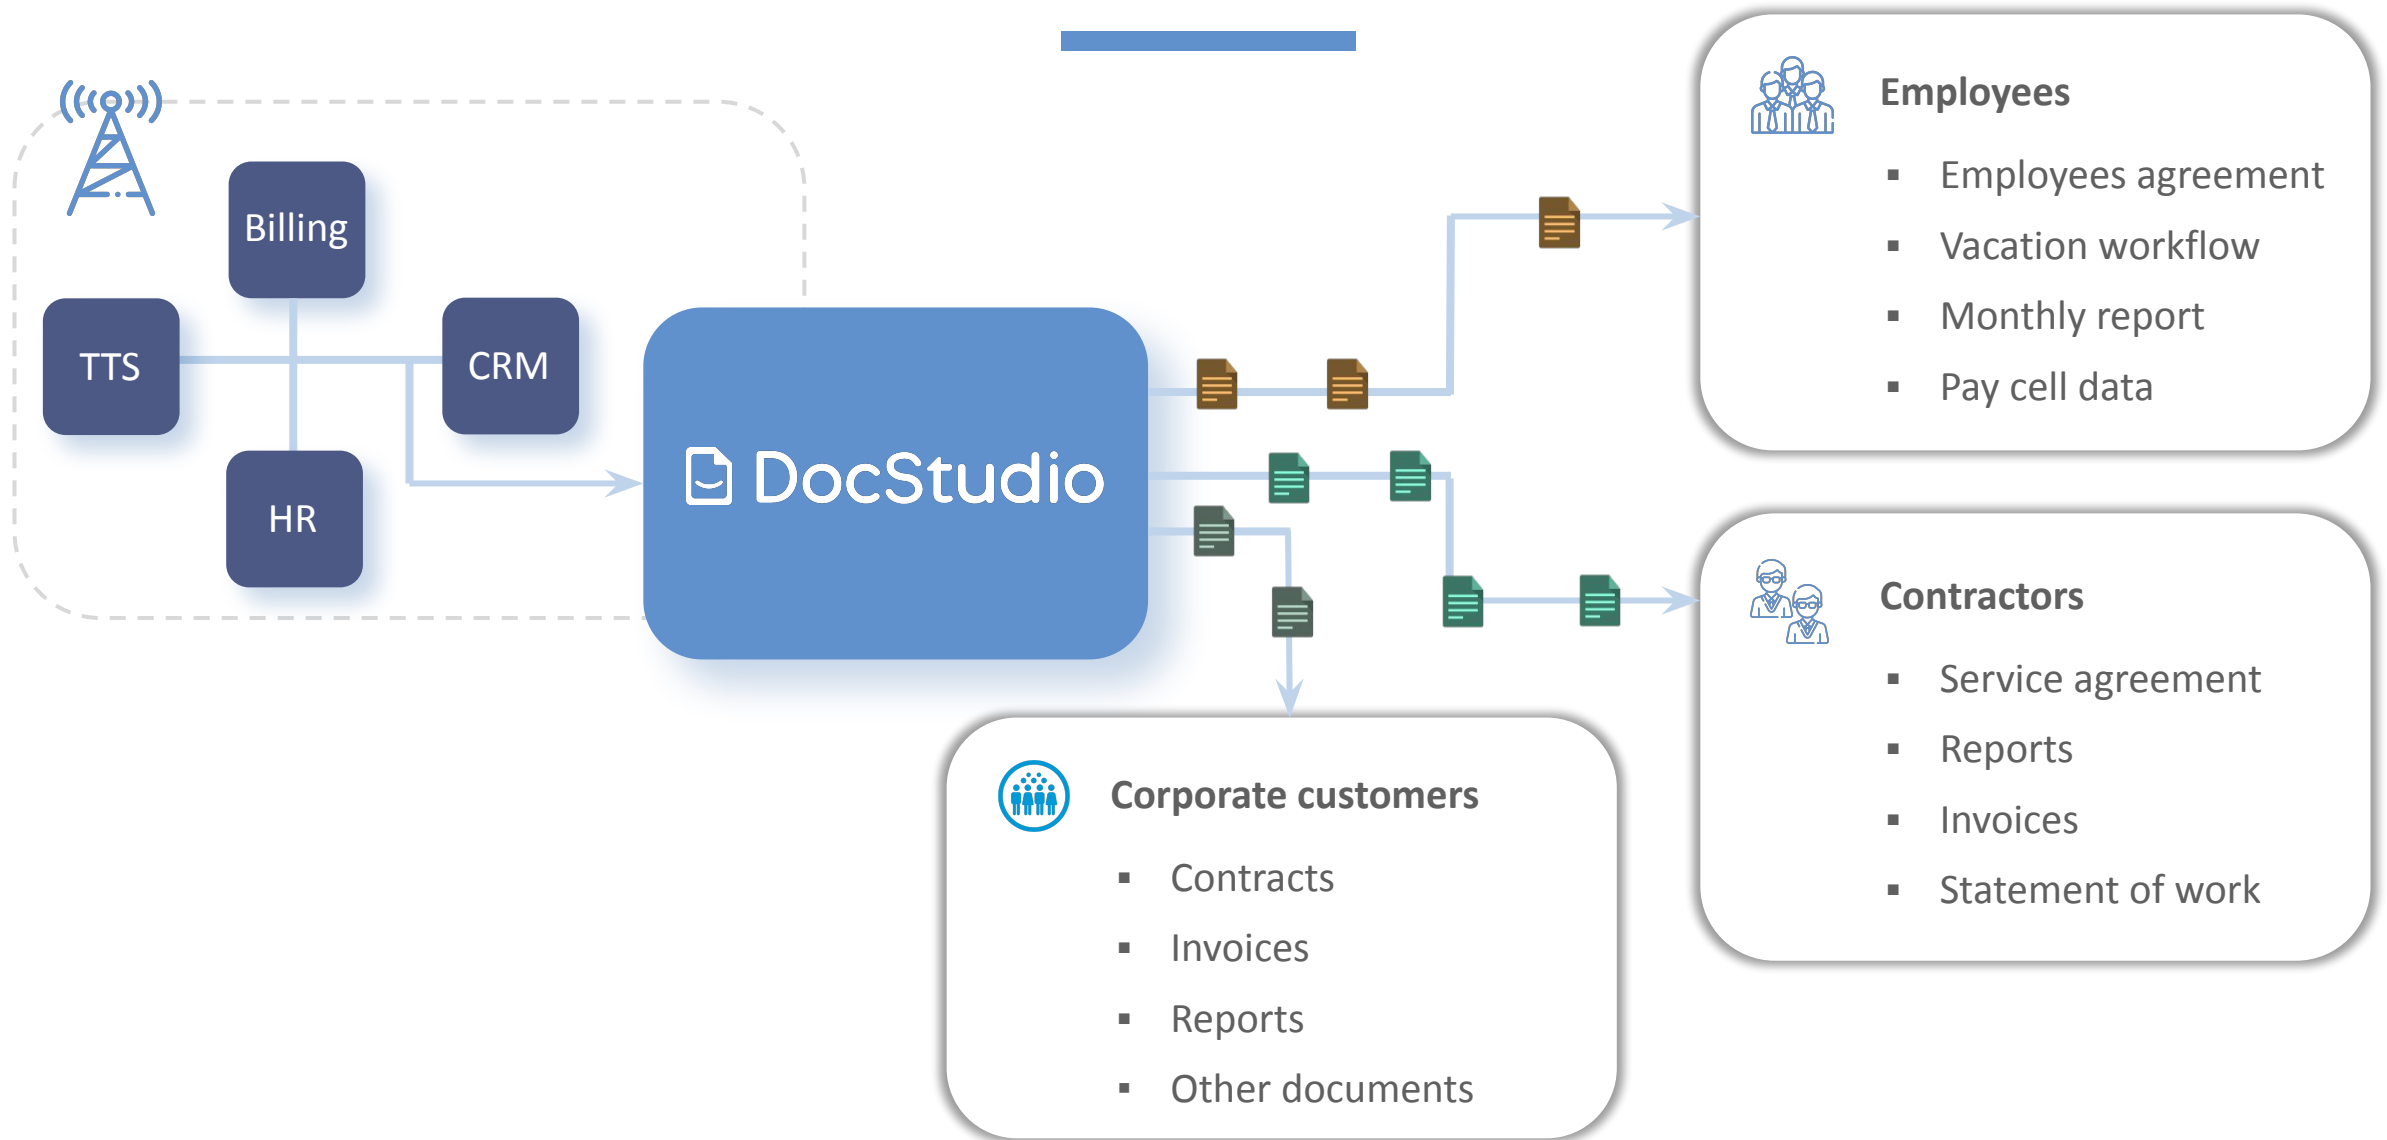 Billing
TTS
CRM
HR
DocStudio
Employees
▪ Employees agreement
▪ Vacation workflow
▪ Monthly report
▪ Pay cell data
Contractors
▪ Service agreement
▪ Reports
▪ Invoices
▪ Statement of work
Corporate customers
▪ Contracts
▪ Invoices
▪ Reports
▪ Other documents